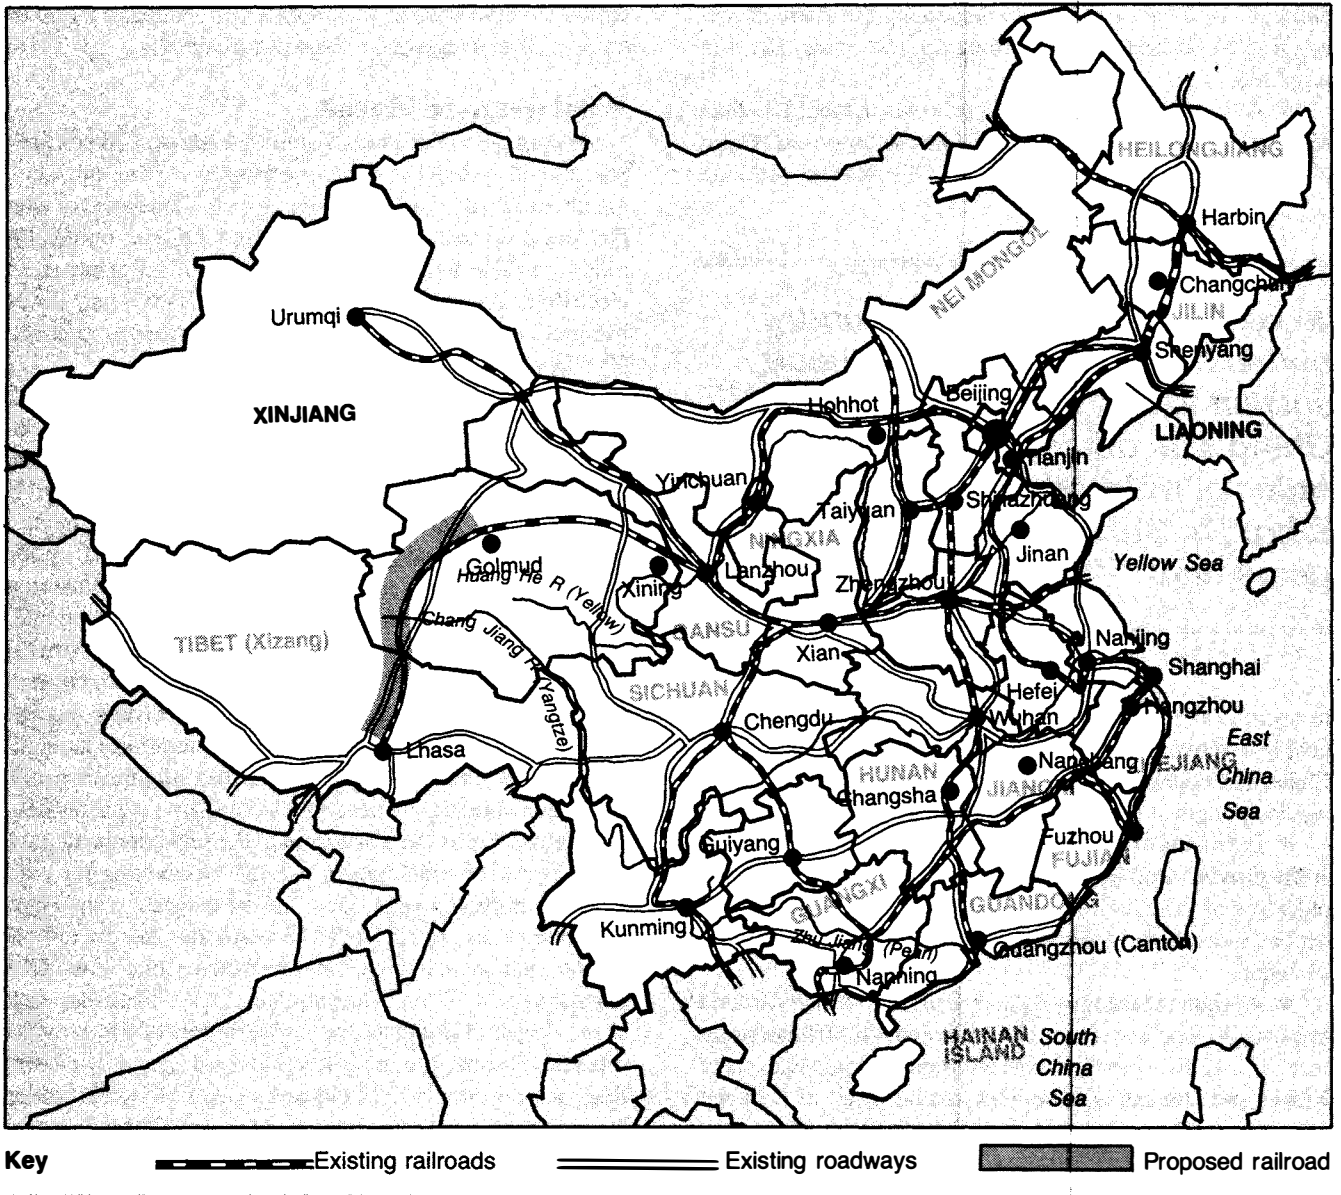 HEILONGJIANG
Harbin
NEI MONGOL
Changchun
JILIN
Urumqi
Shenyang
XINJIANG
Hohhot
Beijing
LIAONING
Tianjin
Yinchuan
Shijiazhuang
Taiyuan
NINGXIA
Jinan
Yellow Sea
Golmud
Lanzhou
Huang He R (Yellow)
Xining
Zhengzhou
Chang Jiang R (Yangtze)
GANSU
TIBET (Xizang)
Nanjing
Xian
Shanghai
SICHUAN
Hefei
Hangzhou
Chengdu
Wuhan
East
China
Sea
Lhasa
Nanchang
ZHEJIANG
HUNAN
JIANGXI
Changsha
Fuzhou
FUJIAN
Guiyang
GUANGXI
GUANDONG
Kunming
Zhu Jiang (Pearl)
Guangzhou (Canton)
Nanning
HAINAN
ISLAND
South
China
Sea
Key
Existing railroads
Existing roadways
Proposed railroad